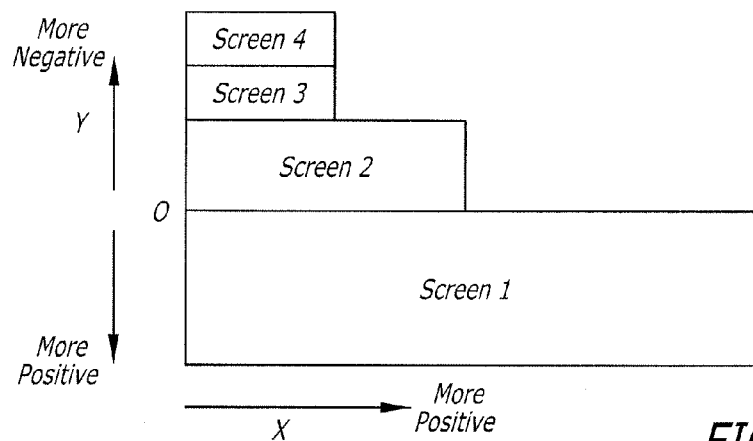 More
Negative
Screen 4
Screen 3
Y
Screen 2
O
Screen 1
More
Positive
More
Positive
X